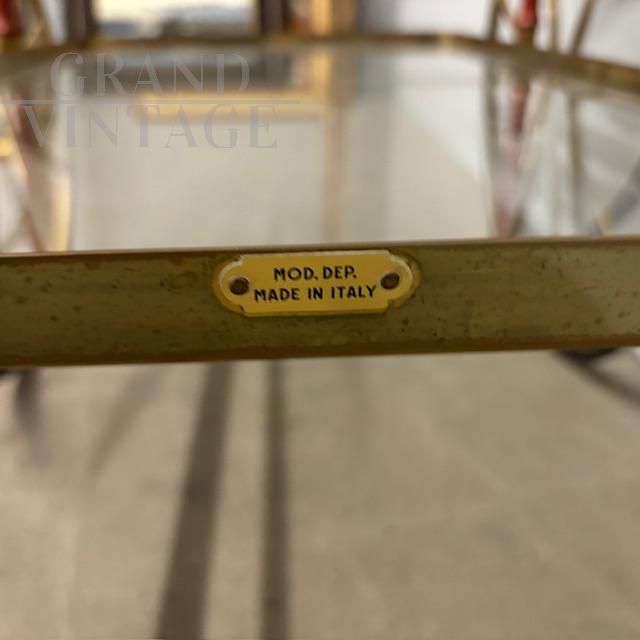 GRAND
VINTAGE
MOD. DEP.
MADE IN ITALY